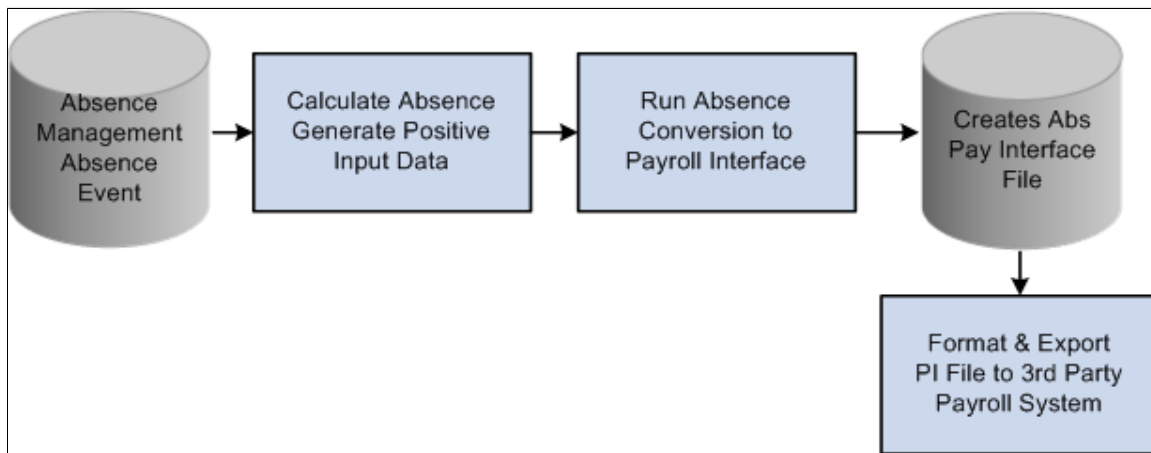 Absence
Management
Absence
Event
Calculate Absence
Generate Positive
Input Data
Run Absence
Conversion to
Payroll Interface
Creates Abs
Pay Interface
File
Format & Export
PI File to 3rd Party
Payroll System